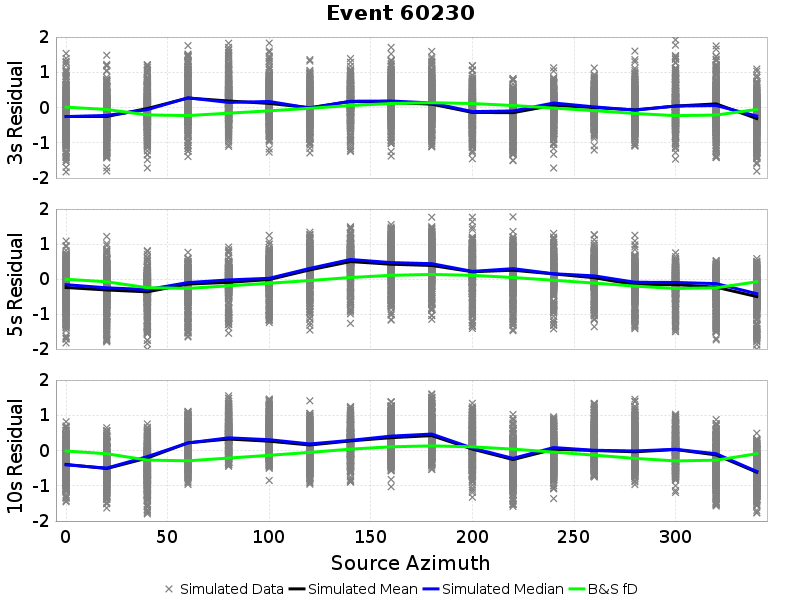 Event 60230
3s Residual
2
1
0
-1
-2
5s Residual
2
1
0
-1
-2
10s Residual
2
1
0
-1
-2
0 50 100 150 200 250 300
Source Azimuth
Simulated Data Simulated Mean Simulated Median B&S fD